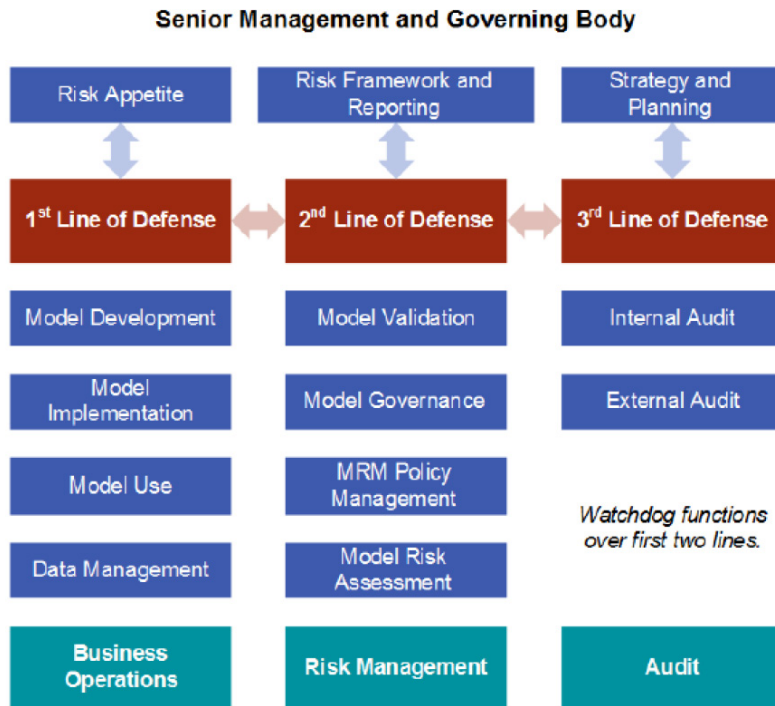 Senior Management and Governing Body
Risk Appetite
Risk Framework and
Reporting
Strategy and
Planning
1st Line of Defense
2nd Line of Defense
3rd Line of Defense
Model Development
Model Validation
Internal Audit
Model
Implementation
Model Governance
External Audit
Model Use
MRM Policy
Management
Watchdog functions
over first two lines.
Data Management
Model Risk
Assessment
Business
Operations
Risk Management
Audit